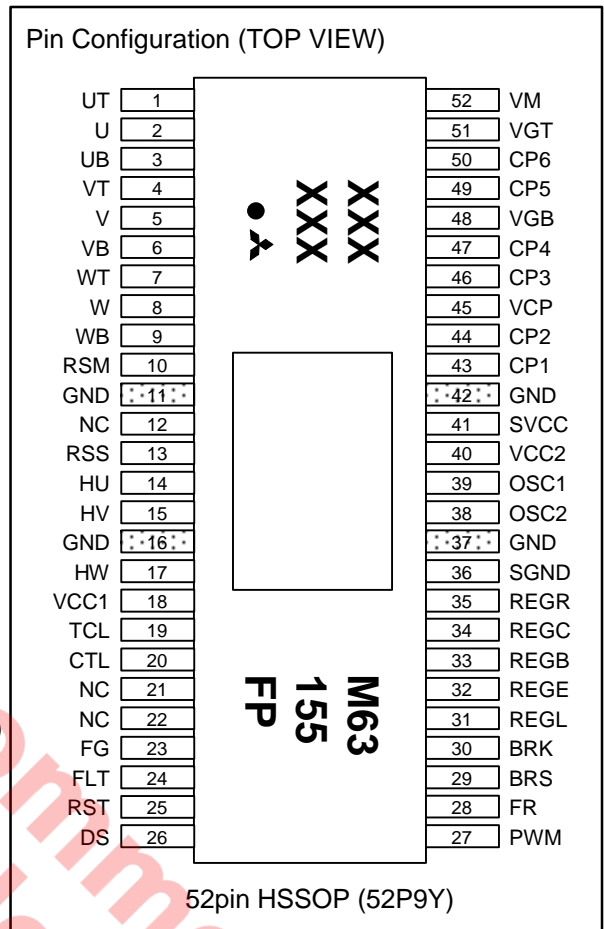 Pin Configuration (TOP VIEW)
UT 1 52 VM
U 2 51 VGT
UB 3 50 CP6
VT 4 49 CP5
V 5 48 VGB
VB 6 47 CP4
WT 7 46 CP3
W 8 45 VCP
WB 9 44 CP2
RSM 10 43 CP1
GND 11 42 GND
NC 12 41 SVCC
RSS 13 40 VCC2
HU 14 39 OSC1
HV 15 38 OSC2
GND 16 37 GND
HW 17 36 SGND
VCC1 18 35 REGR
TCL 19 34 REGC
CTL 20 33 REGB
NC 21 32 REGE
NC 22 31 REGL
FG 23 30 BRK
FLT 24 29 BRS
RST 25 28 FR
DS 26 27 PWM
XXX
XXX
M63
155
FP
52pin HSSOP (52P9Y)